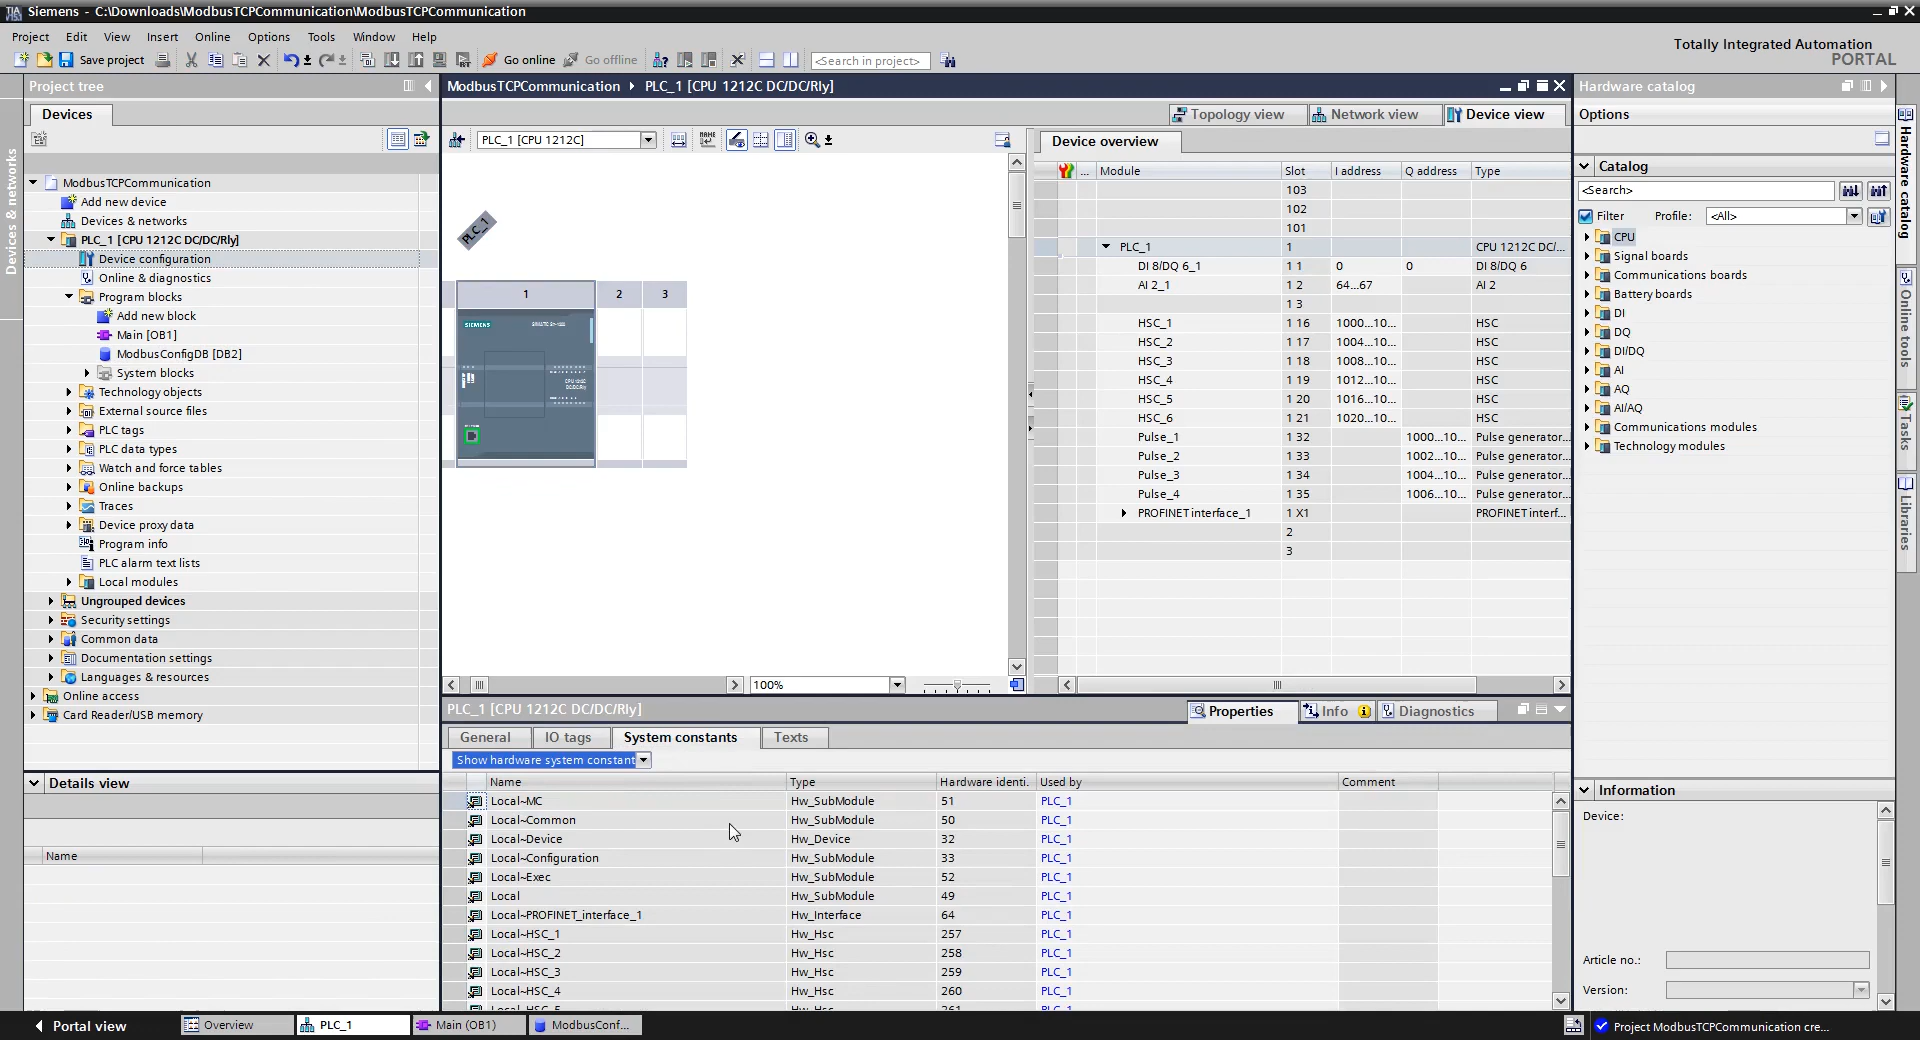 Siemens - C:\Downloads\ModbusTCPCommunication\ModbusTCPCommunication
Project Edit View Insert Online Options Tools Window Help
Totally Integrated Automation
PORTAL
Save project Go online Go offline <Search in project>
Project tree
Devices
Devices & networks
ModbusTCPCommunication
Add new device
Devices & networks
PLC_1 [CPU 1212C DC/DC/Rly]
Device configuration
Online & diagnostics
Program blocks
Add new block
Main [OB1]
ModbusConfigDB [DB2]
System blocks
Technology objects
External source files
PLC tags
PLC data types
Watch and force tables
Online backups
Traces
Device proxy data
Program info
PLC alarm text lists
Local modules
Ungrouped devices
Security settings
Common data
Documentation settings
Languages & resources
Online access
Card Reader/USB memory
Details view
Name
ModbusTCPCommunication PLC_1 [CPU 1212C DC/DC/Rly]
Topology view Network view Device view
PLC_1 [CPU 1212C]
PLC_1
1 2 3
SIEMENS
100%
Device overview
... Module Slot I address Q address Type
103
102
101
PLC_1 1 CPU 1212C DC/...
DI 8/DQ 6_1 1 1 0 0 DI 8/DQ 6
AI 2_1 1 2 64...67 AI 2
1 3
HSC_1 1 16 1000...10... HSC
HSC_2 1 17 1004...10... HSC
HSC_3 1 18 1008...10... HSC
HSC_4 1 19 1012...10... HSC
HSC_5 1 20 1016...10... HSC
HSC_6 1 21 1020...10... HSC
Pulse_1 1 32 1000...10... Pulse generator...
Pulse_2 1 33 1002...10... Pulse generator...
Pulse_3 1 34 1004...10... Pulse generator...
Pulse_4 1 35 1006...10... Pulse generator...
PROFINET interface_1 1 X1 PROFINET interf...
2
3
PLC_1 [CPU 1212C DC/DC/Rly]
Properties Info Diagnostics
General IO tags System constants Texts
Show hardware system constant
Name Type Hardware identi. Used by Comment
Local~MC Hw_SubModule 51 PLC_1
Local~Common Hw_SubModule 50 PLC_1
Local~Device Hw_Device 32 PLC_1
Local~Configuration Hw_SubModule 33 PLC_1
Local~Exec Hw_SubModule 52 PLC_1
Local Hw_SubModule 49 PLC_1
Local~PROFINET_interface_1 Hw_Interface 64 PLC_1
Local~HSC_1 Hw_Hsc 257 PLC_1
Local~HSC_2 Hw_Hsc 258 PLC_1
Local~HSC_3 Hw_Hsc 259 PLC_1
Local~HSC_4 Hw_Hsc 260 PLC_1
Hardware catalog
Options
Catalog
<Search>
Filter Profile: <All>
CPU
Signal boards
Communications boards
Battery boards
DI
DQ
DI/DQ
AI
AQ
AI/AQ
Communications modules
Technology modules
Information
Device:
Article no.:
Version:
Hardware catalog
Online tools
Tasks
Libraries
Portal view Overview PLC_1 Main (OB1) ModbusConf... Project ModbusTCPCommunication cre...